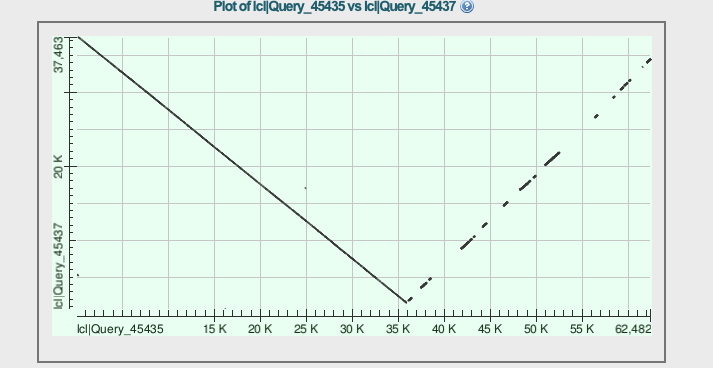 Plot of lcl|Query_45435 vs lcl|Query_45437 ?
37,463
20 K
lcl|Query_45437
lcl|Query_45435 15 K 20 K 25 K 30 K 35 K 40 K 45 K 50 K 55 K 62,482